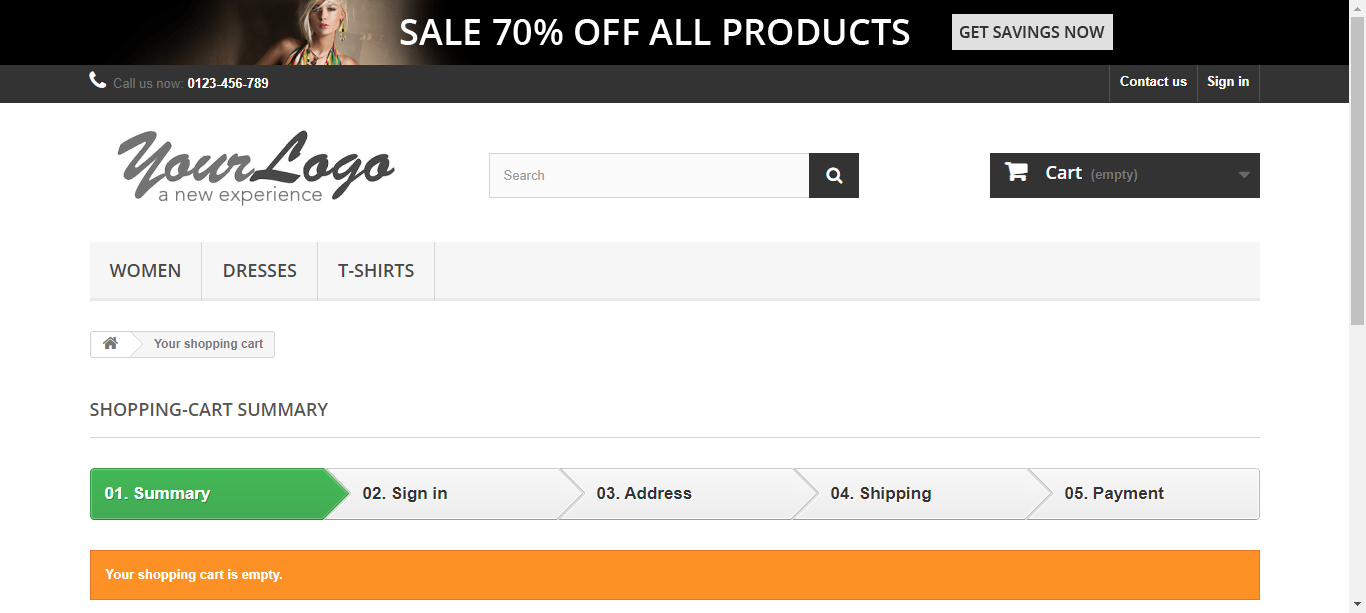 SALE 70% OFF ALL PRODUCTS GET SAVINGS NOW
Call us now: 0123-456-789 Contact us Sign in
Your Logo
a new experience
Search
Cart (empty)
WOMEN DRESSES T-SHIRTS
Your shopping cart
SHOPPING-CART SUMMARY
01. Summary 02. Sign in 03. Address 04. Shipping 05. Payment
Your shopping cart is empty.